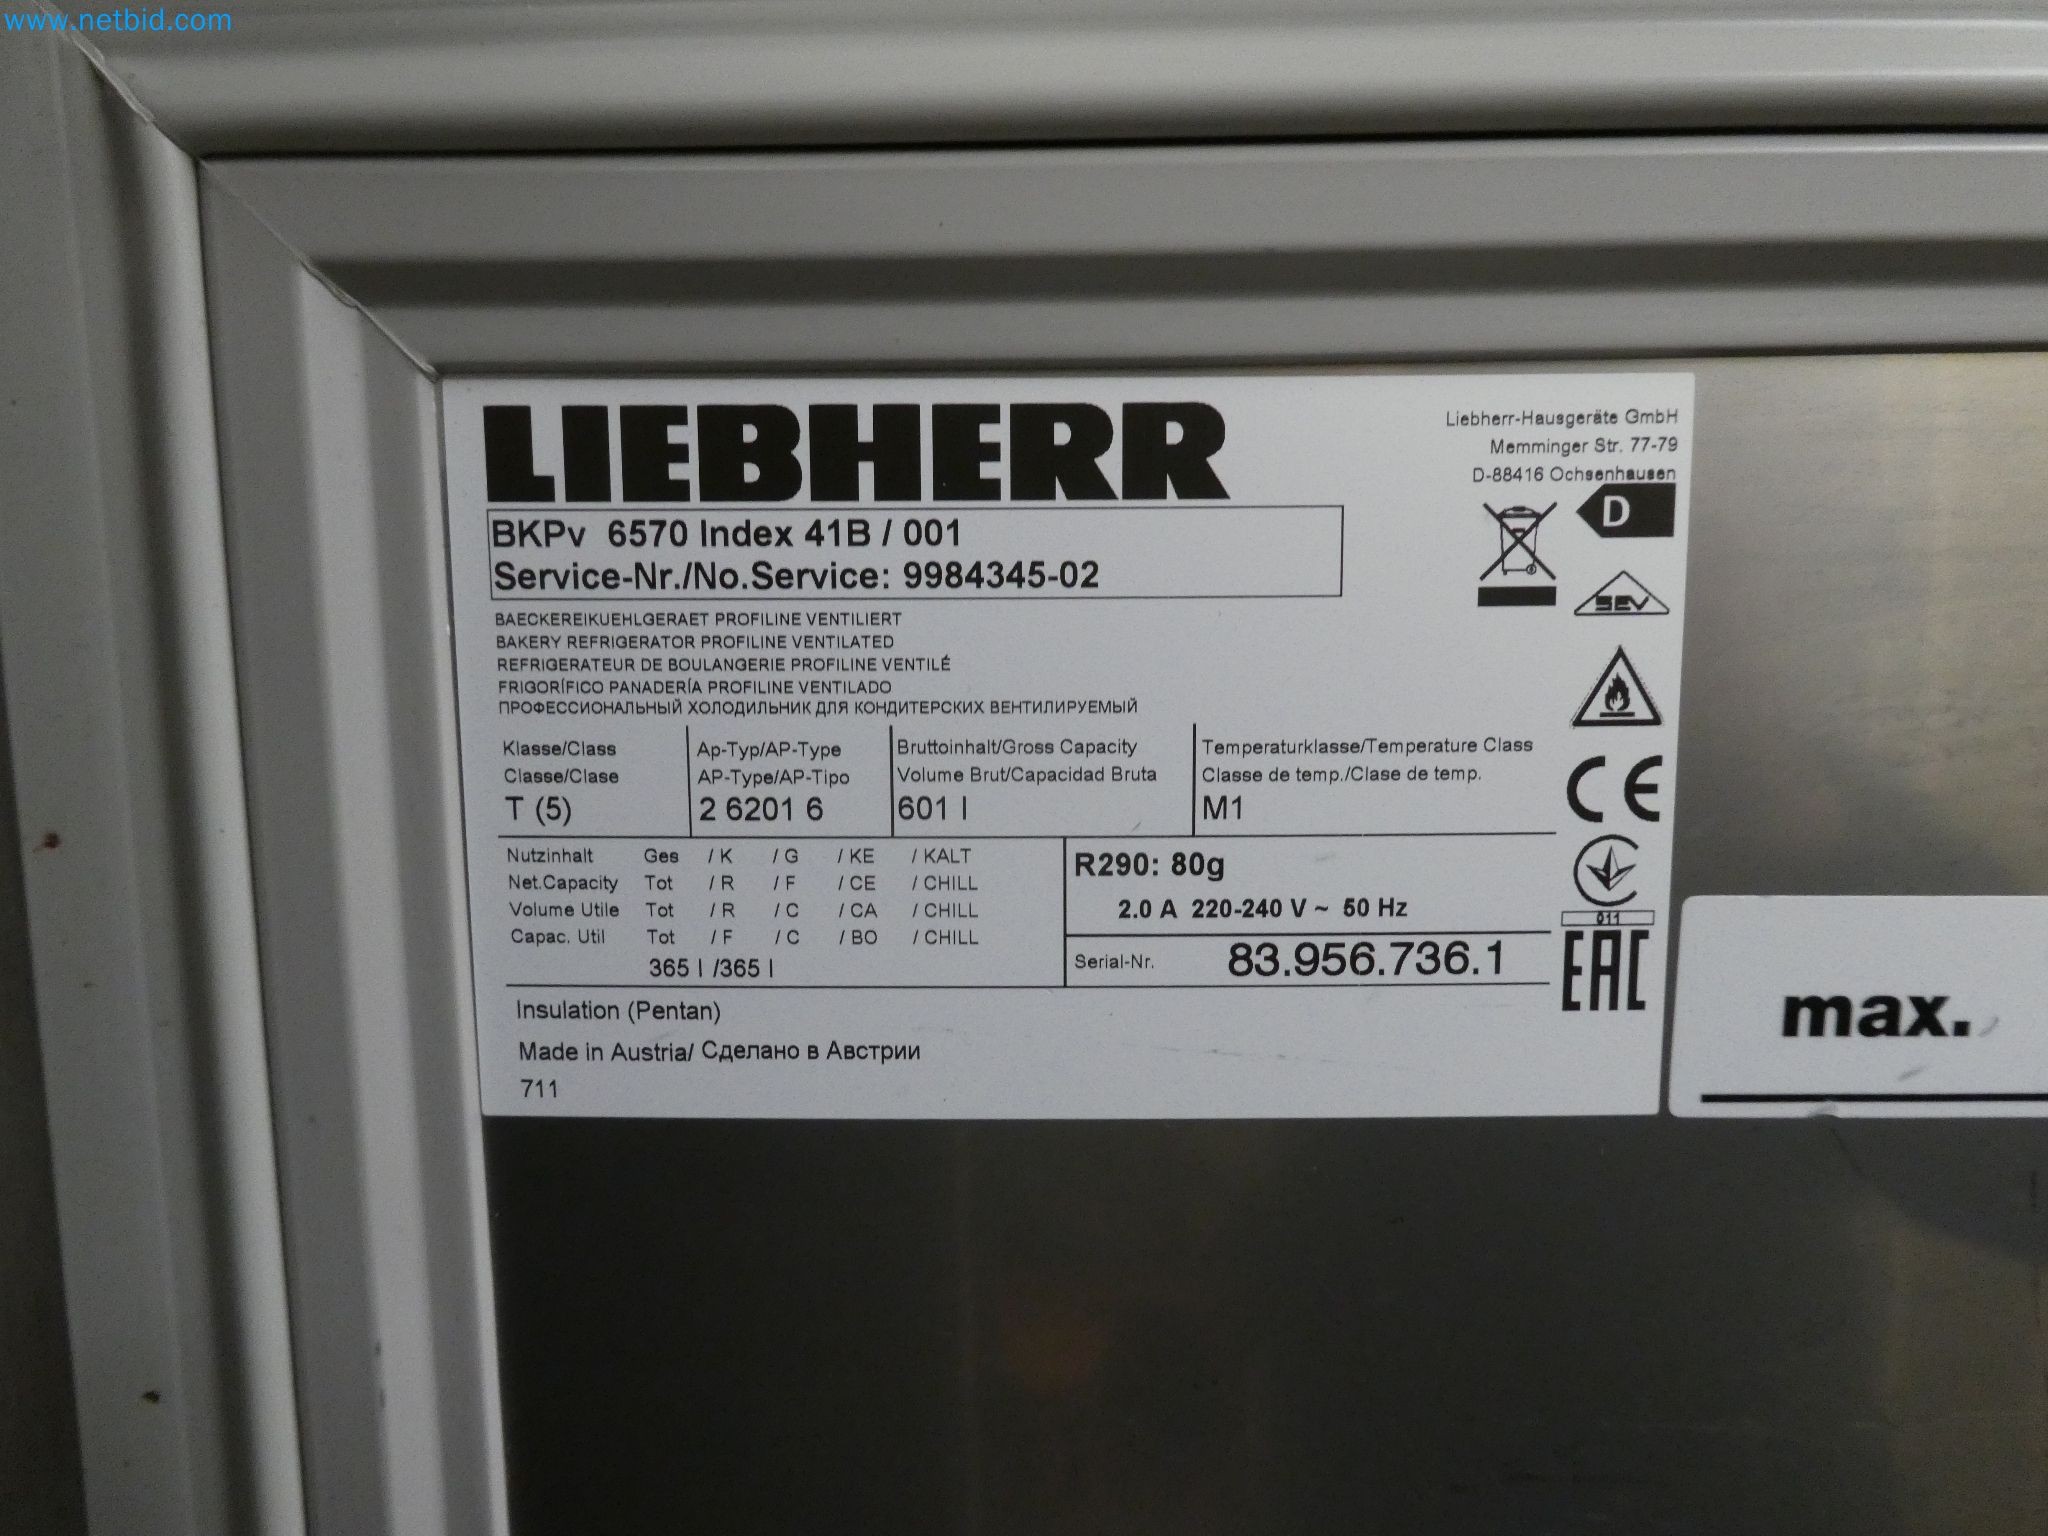 www.netbid.com
LIEBHERR
Liebherr-Hausgeräte GmbH
Memminger Str. 77-79
D-88416 Ochsenhausen
D
BKPv 6570 Index 41B / 001
Service-Nr./No.Service: 9984345-02
SEV
BAECKEREIKUEHLGERAET PROFILINE VENTILIERT
BAKERY REFRIGERATOR PROFILINE VENTILATED
REFRIGERATEUR DE BOULANGERIE PROFILINE VENTILÉ
FRIGORÍFICO PANADERÍA PROFILINE VENTILADO
ПРОФЕССИОНАЛЬНЫЙ ХОЛОДИЛЬНИК ДЛЯ КОНДИТЕРСКИХ ВЕНТИЛИРУЕМЫЙ
Klasse/Class Ap-Typ/AP-Type Bruttoinhalt/Gross Capacity Temperaturklasse/Temperature Class
Classe/Clase AP-Type/AP-Tipo Volume Brut/Capacidad Bruta Classe de temp./Clase de temp.
T (5) 2 6201 6 601 l M1
CE
Nutzinhalt Ges / K / G / KE / KALT
Net.Capacity Tot / R / F / CE / CHILL
Volume Utile Tot / R / C / CA / CHILL
Capac. Util Tot / F / C / BO / CHILL
365 l /365 l
R290: 80g
2.0 A 220-240 V ~ 50 Hz
Serial-Nr. 83.956.736.1
011
EAC
Insulation (Pentan)
Made in Austria/ Сделано в Австрии
711
max.